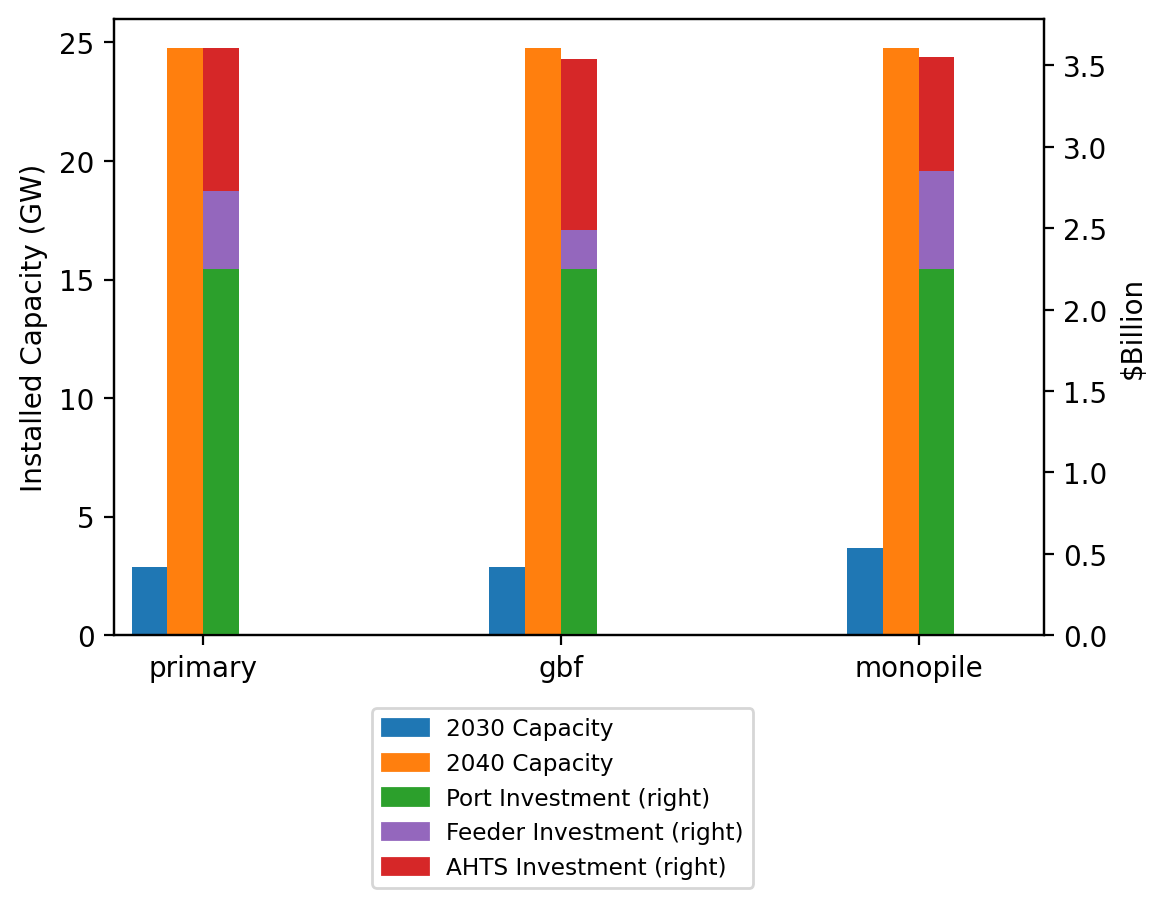 25
20
15
10
5
0
Installed Capacity (GW)
3.5
3.0
2.5
2.0
1.5
1.0
0.5
0.0
$Billion
primary
gbf
monopile
2030 Capacity
2040 Capacity
Port Investment (right)
Feeder Investment (right)
AHTS Investment (right)